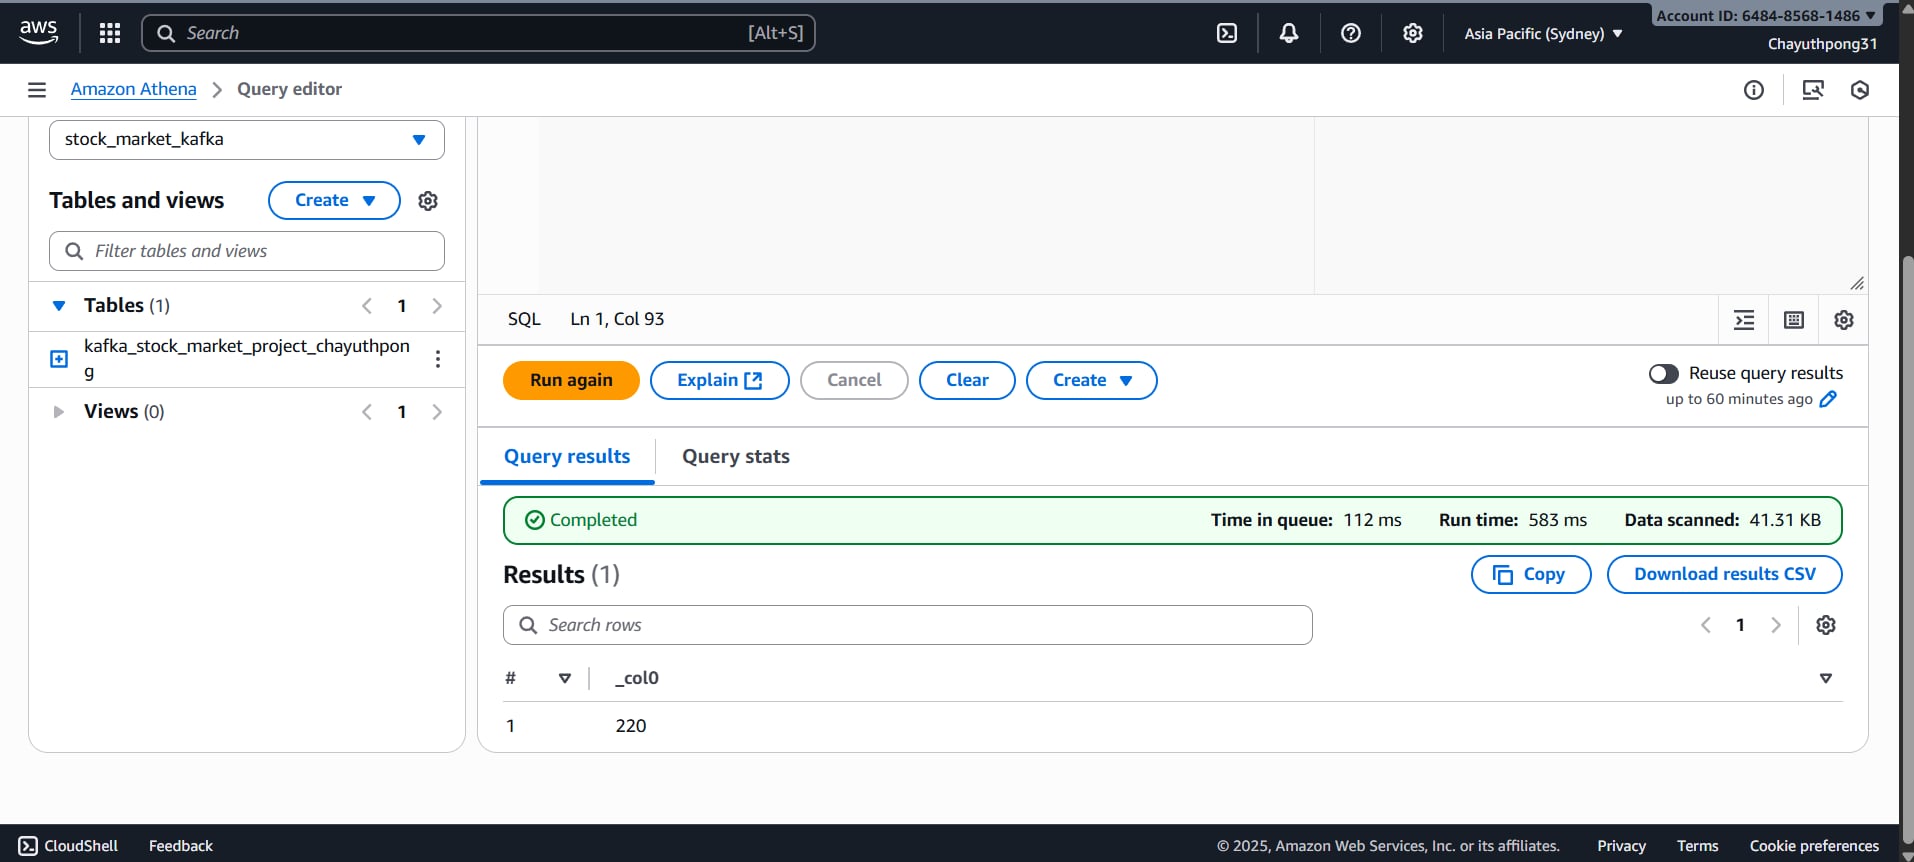 aws
Search
[Alt+S]
Asia Pacific (Sydney)
Account ID: 6484-8568-1486
Chayuthpong31
Amazon Athena
Query editor
stock_market_kafka
Tables and views
Create
Filter tables and views
Tables (1)
1
kafka_stock_market_project_chayuthpon
g
Views (0)
1
SQL
Ln 1, Col 93
Run again
Explain
Cancel
Clear
Create
Reuse query results
up to 60 minutes ago
Query results
Query stats
Completed
Time in queue: 112 ms
Run time: 583 ms
Data scanned: 41.31 KB
Results (1)
Copy
Download results CSV
Search rows
1
#
_col0
1
220
CloudShell
Feedback
© 2025, Amazon Web Services, Inc. or its affiliates.
Privacy
Terms
Cookie preferences